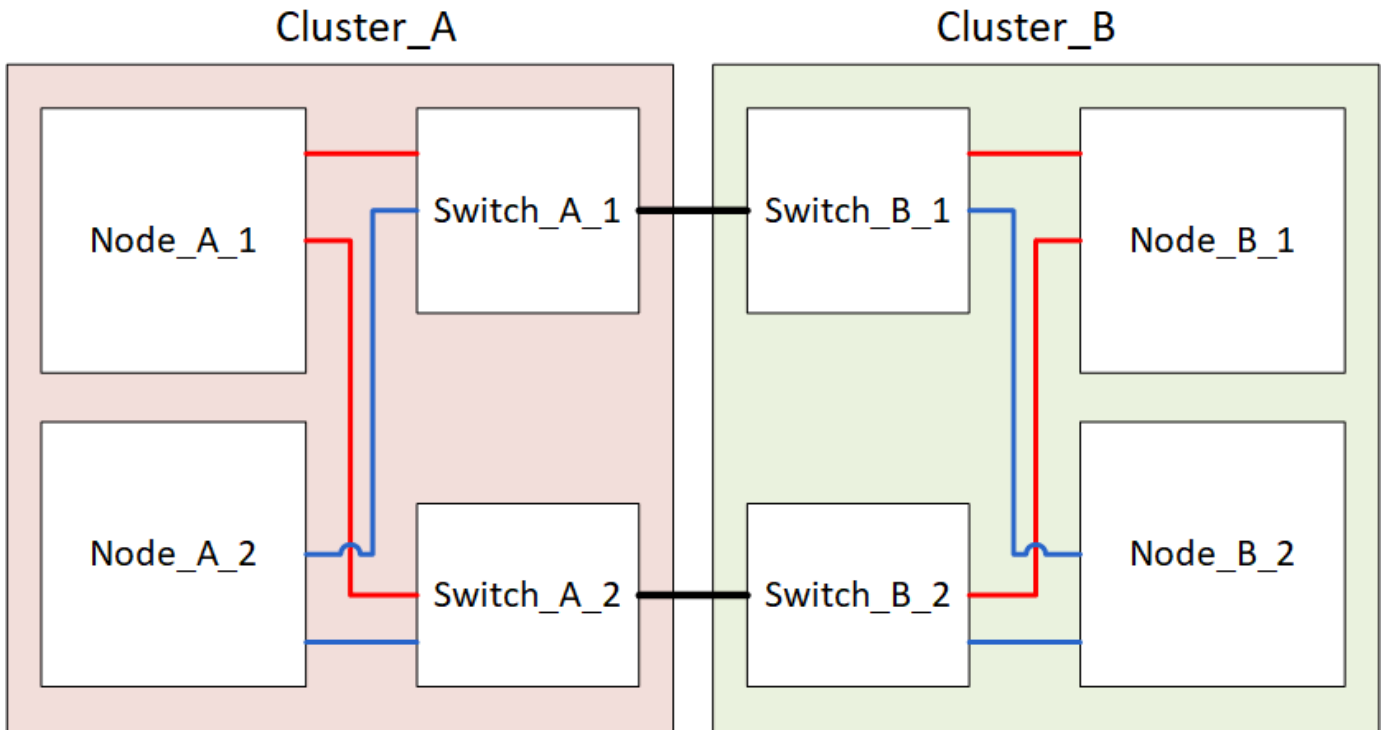 Cluster_A
Cluster_B
Node_A_1
Switch_A_1
Switch_B_1
Node_B_1
Node_A_2
Switch_A_2
Switch_B_2
Node_B_2